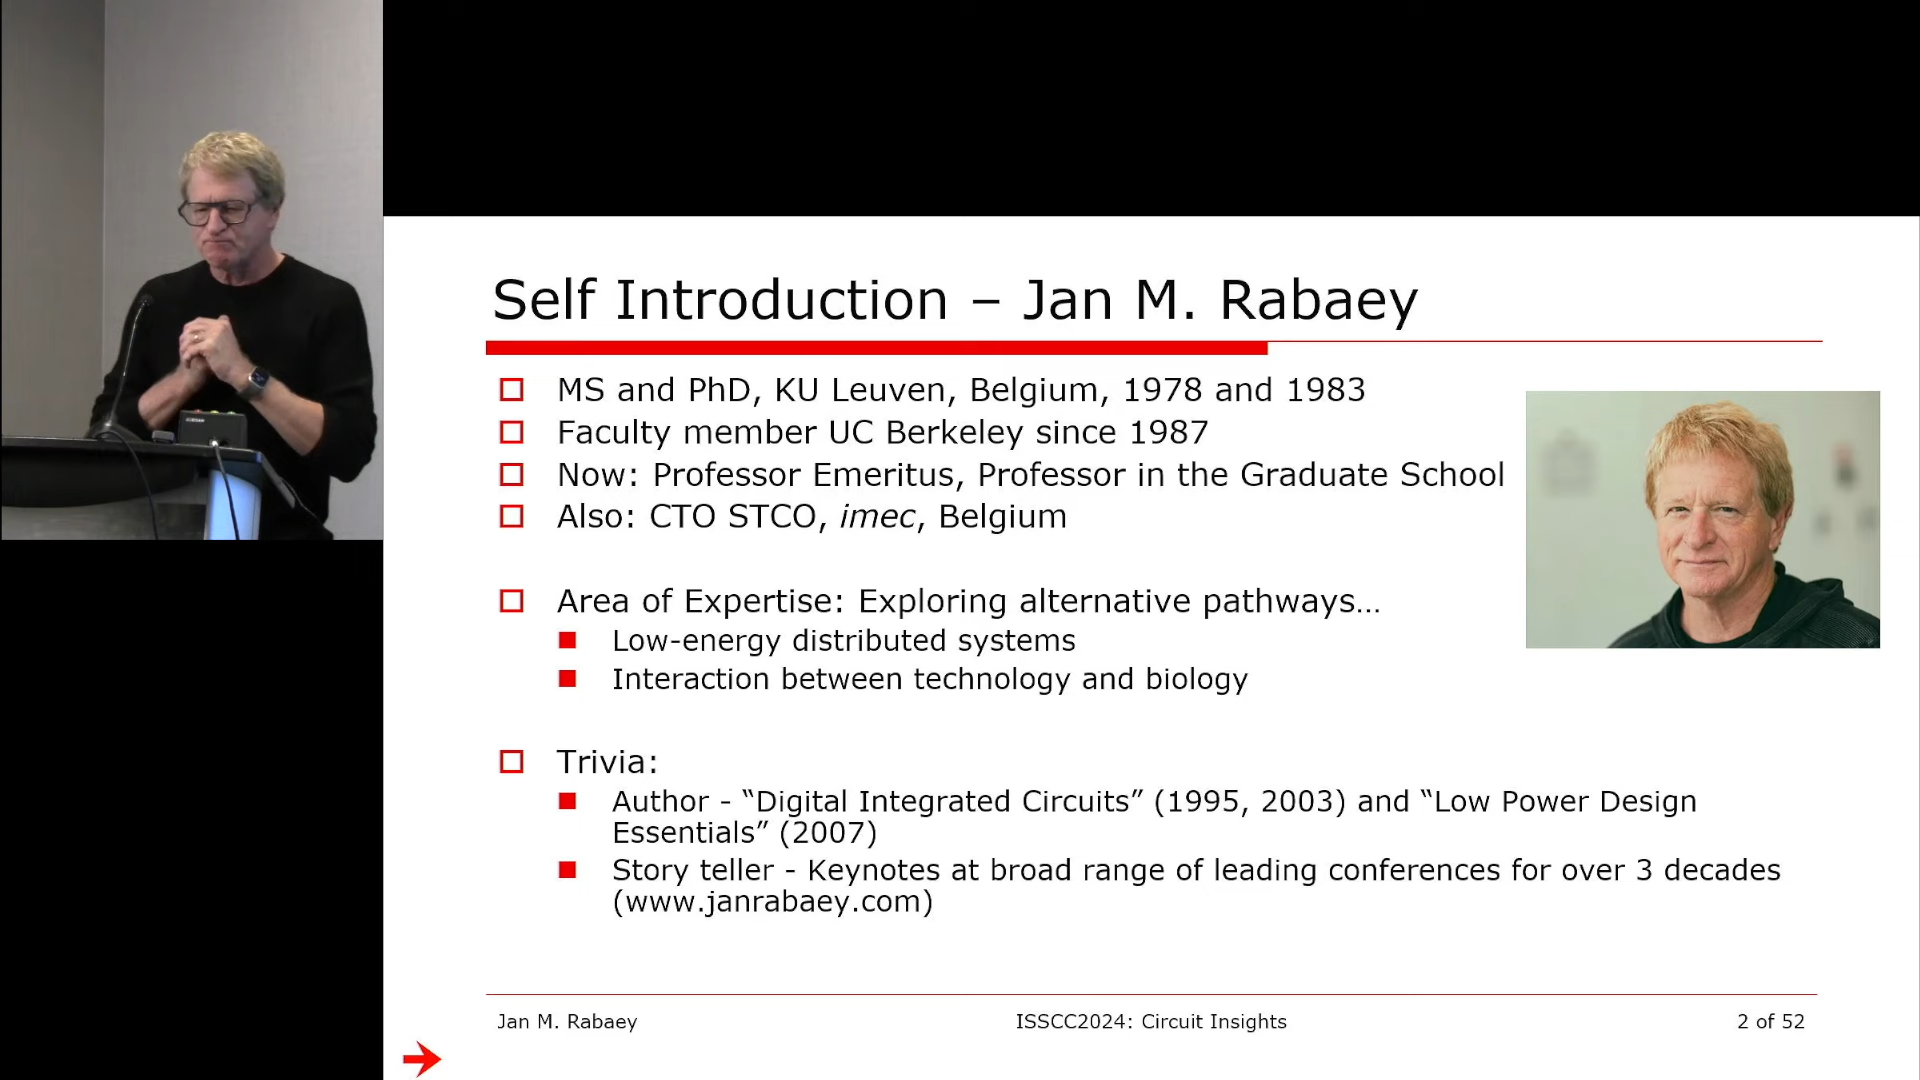 Self Introduction – Jan M. Rabaey
MS and PhD, KU Leuven, Belgium, 1978 and 1983
Faculty member UC Berkeley since 1987
Now: Professor Emeritus, Professor in the Graduate School
Also: CTO STCO, imec, Belgium
Area of Expertise: Exploring alternative pathways…
Low-energy distributed systems
Interaction between technology and biology
Trivia:
Author - “Digital Integrated Circuits” (1995, 2003) and “Low Power Design
Essentials” (2007)
Story teller - Keynotes at broad range of leading conferences for over 3 decades
(www.janrabaey.com)
Jan M. Rabaey
ISSCC2024: Circuit Insights
2 of 52